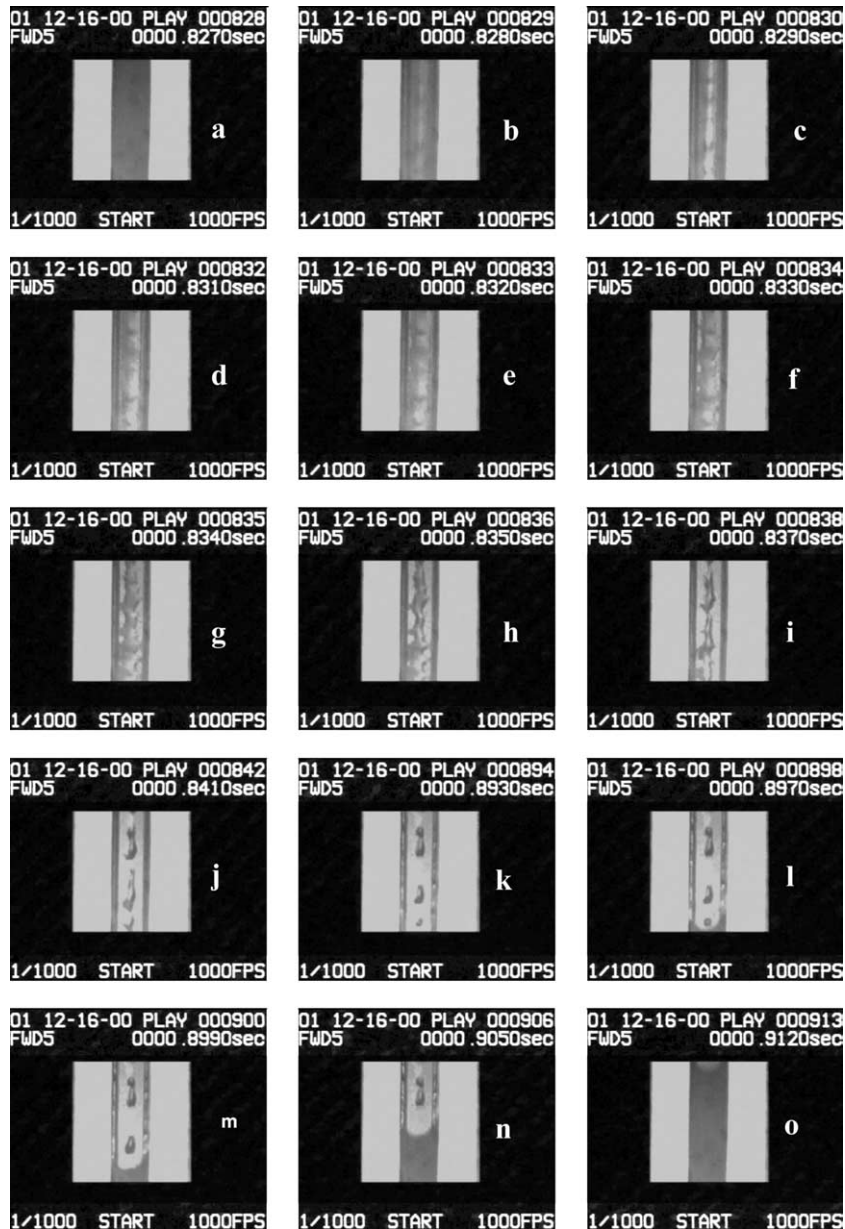 01 12-16-00 PLAY 000828
FWD5 0000 .8270sec
a
1/1000 START 1000FPS
01 12-16-00 PLAY 000829
FWD5 0000 .8280sec
b
1/1000 START 1000FPS
01 12-16-00 PLAY 000830
FWD5 0000 .8290sec
c
1/1000 START 1000FPS
01 12-16-00 PLAY 000832
FWD5 0000 .8310sec
d
1/1000 START 1000FPS
01 12-16-00 PLAY 000833
FWD5 0000 .8320sec
e
1/1000 START 1000FPS
01 12-16-00 PLAY 000834
FWD5 0000 .8330sec
f
1/1000 START 1000FPS
01 12-16-00 PLAY 000835
FWD5 0000 .8340sec
g
1/1000 START 1000FPS
01 12-16-00 PLAY 000836
FWD5 0000 .8350sec
h
1/1000 START 1000FPS
01 12-16-00 PLAY 000838
FWD5 0000 .8370sec
i
1/1000 START 1000FPS
01 12-16-00 PLAY 000842
FWD5 0000 .8410sec
j
1/1000 START 1000FPS
01 12-16-00 PLAY 000894
FWD5 0000 .8930sec
k
1/1000 START 1000FPS
01 12-16-00 PLAY 000898
FWD5 0000 .8970sec
l
1/1000 START 1000FPS
01 12-16-00 PLAY 000900
FWD5 0000 .8990sec
m
1/1000 START 1000FPS
01 12-16-00 PLAY 000906
FWD5 0000 .9050sec
n
1/1000 START 1000FPS
01 12-16-00 PLAY 000913
FWD5 0000 .9120sec
o
1/1000 START 1000FPS